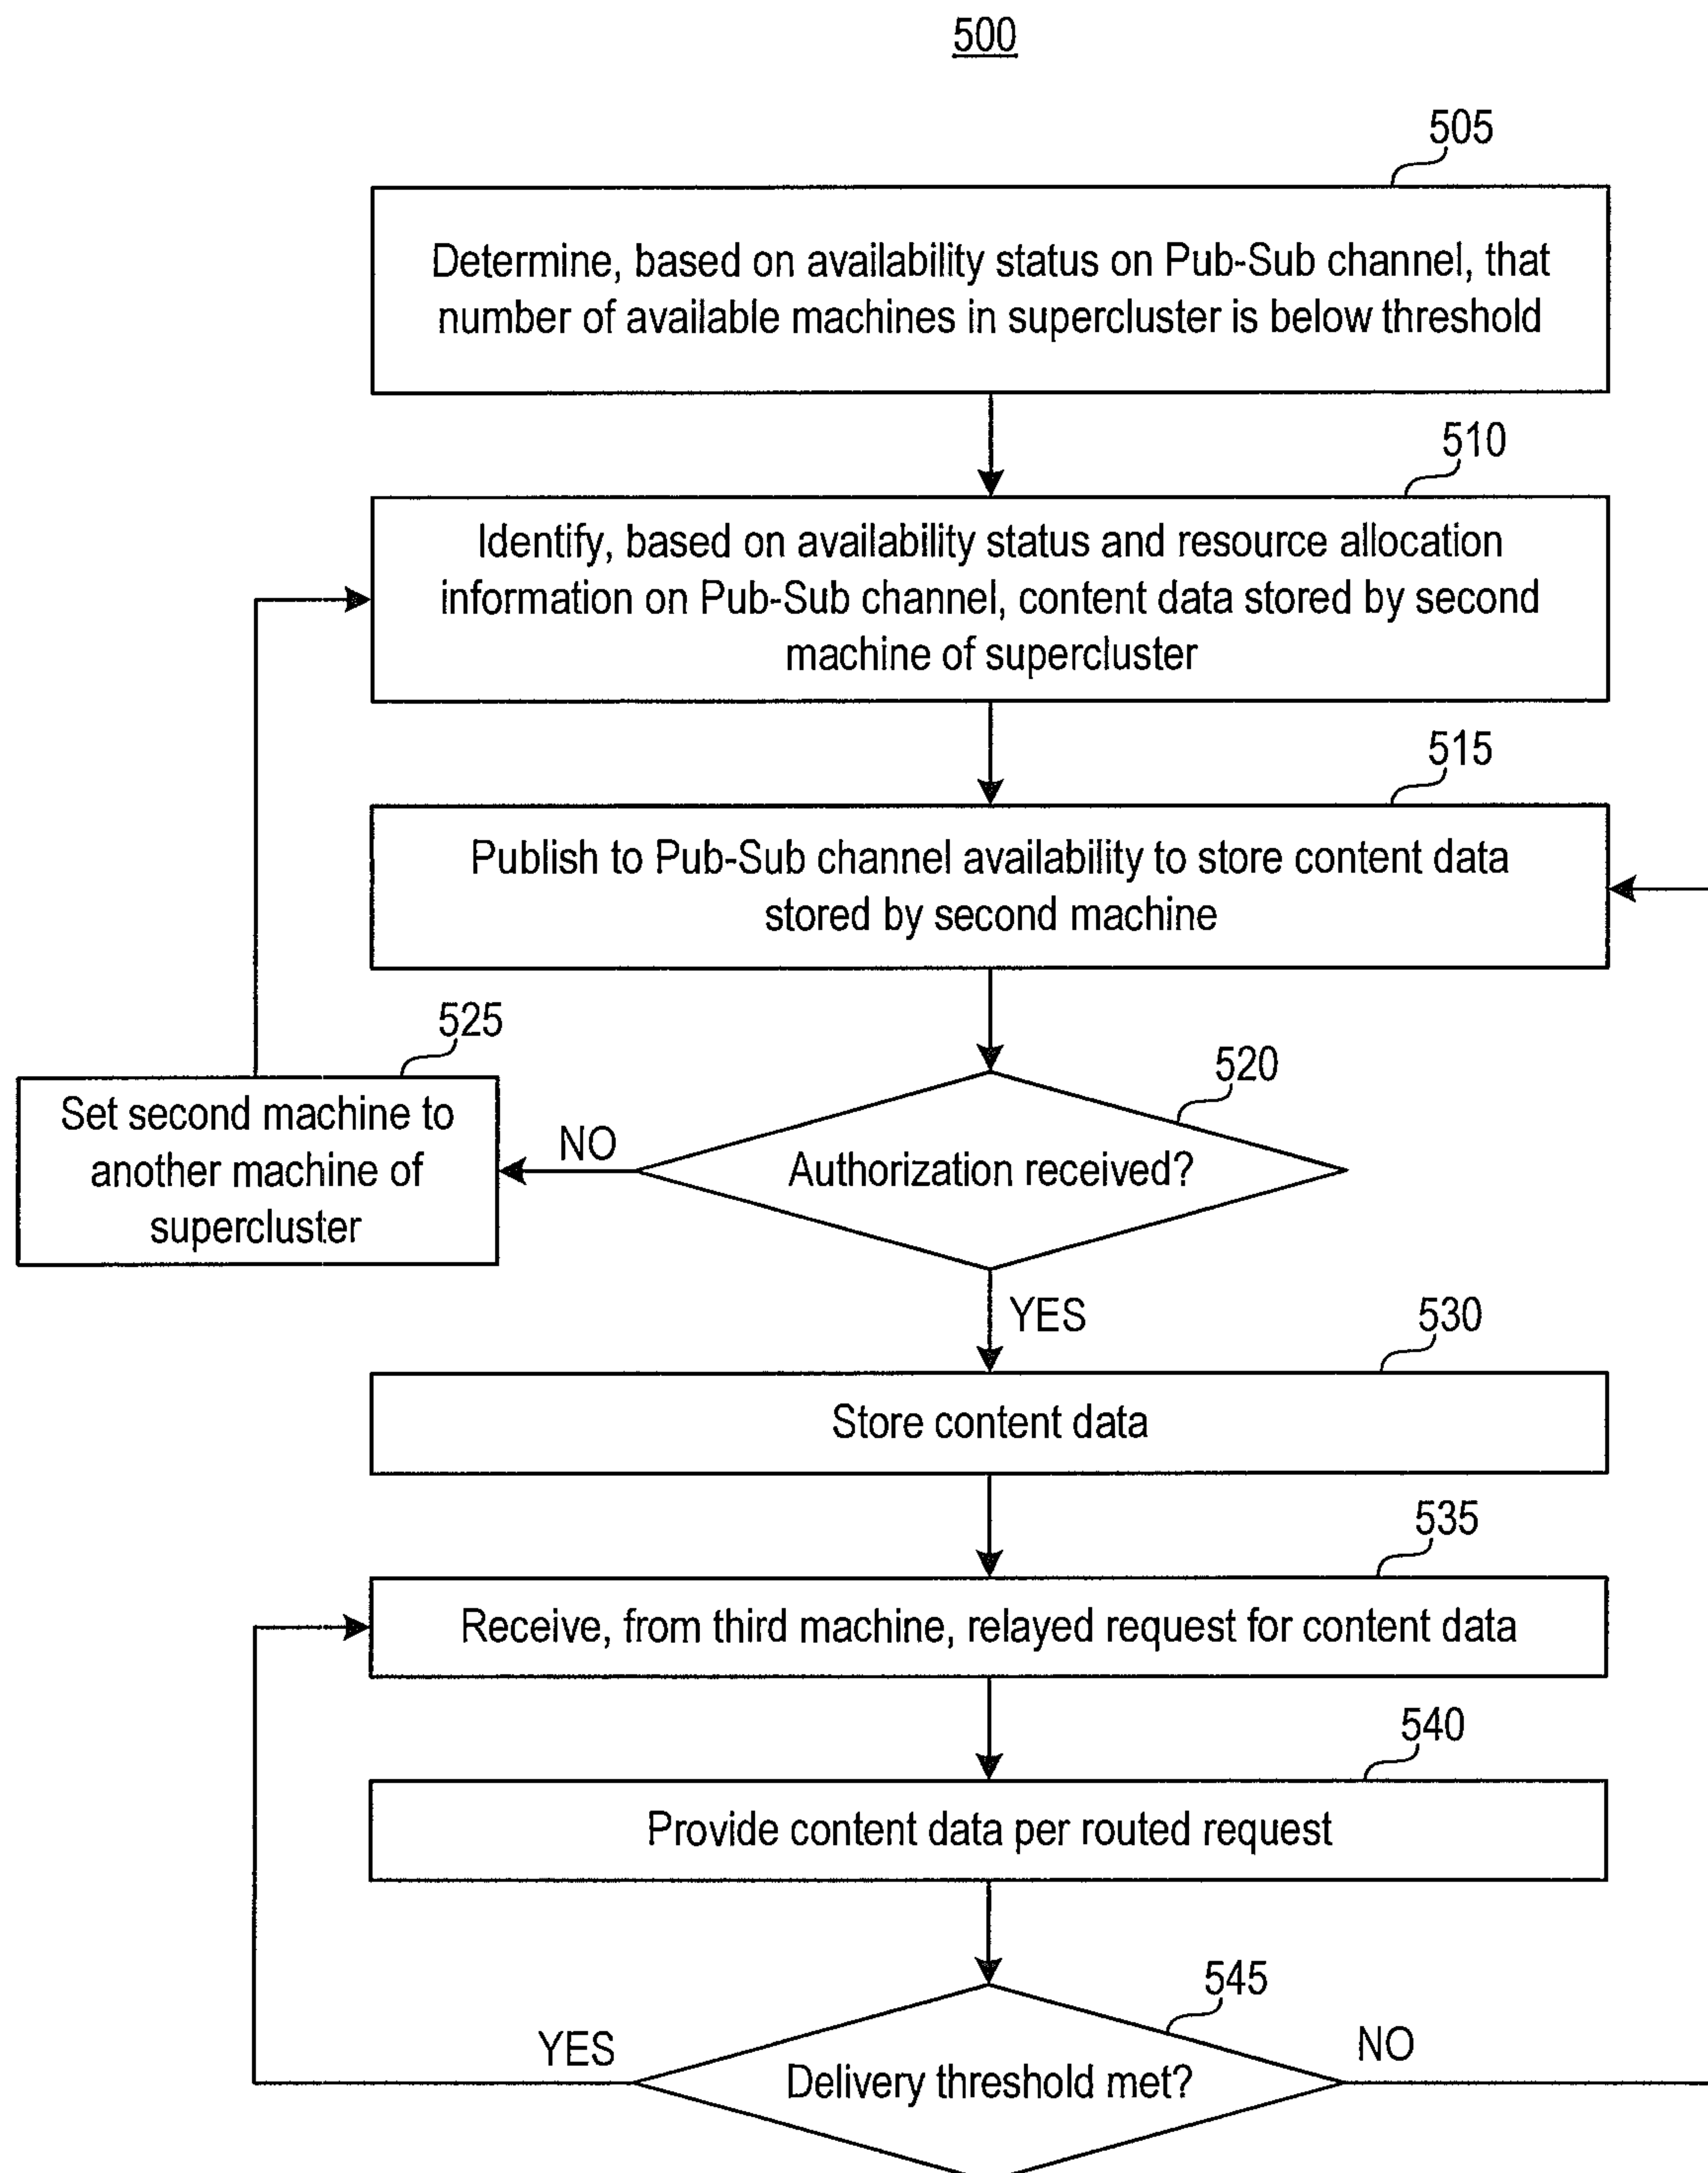 500
505
Determine, based on availability status on Pub-Sub channel, that
number of available machines in supercluster is below threshold
510
Identify, based on availability status and resource allocation
information on Pub-Sub channel, content data stored by second
machine of supercluster
515
Publish to Pub-Sub channel availability to store content data
stored by second machine
525
Set second machine to
another machine of
supercluster
NO
520
Authorization received?
YES
530
Store content data
535
Receive, from third machine, relayed request for content data
540
Provide content data per routed request
545
YES
Delivery threshold met?
NO